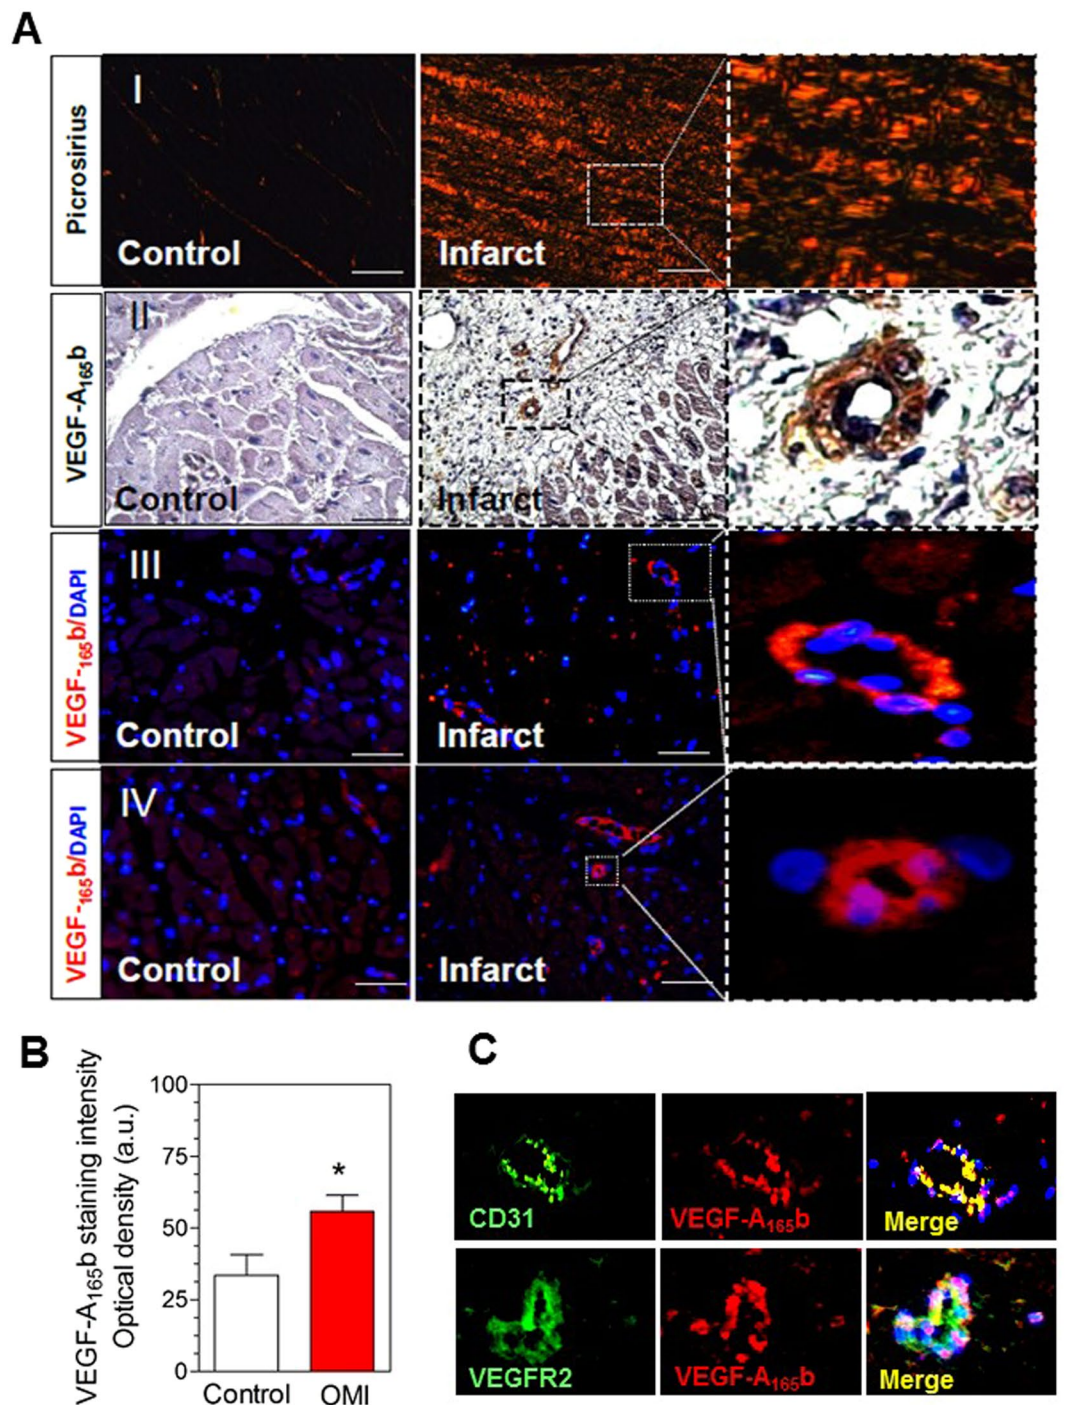 A
Picrosirius
I
Control
Infarct
VEGF-A165b
II
Control
Infarct
VEGF-165b/DAPI
III
Control
Infarct
VEGF-165b/DAPI
IV
Control
Infarct
B
VEGF-A165b staining intensity
Optical density (a.u.)
100
75
50
25
0
*
Control
OMI
C
CD31
VEGF-A165b
Merge
VEGFR2
VEGF-A165b
Merge